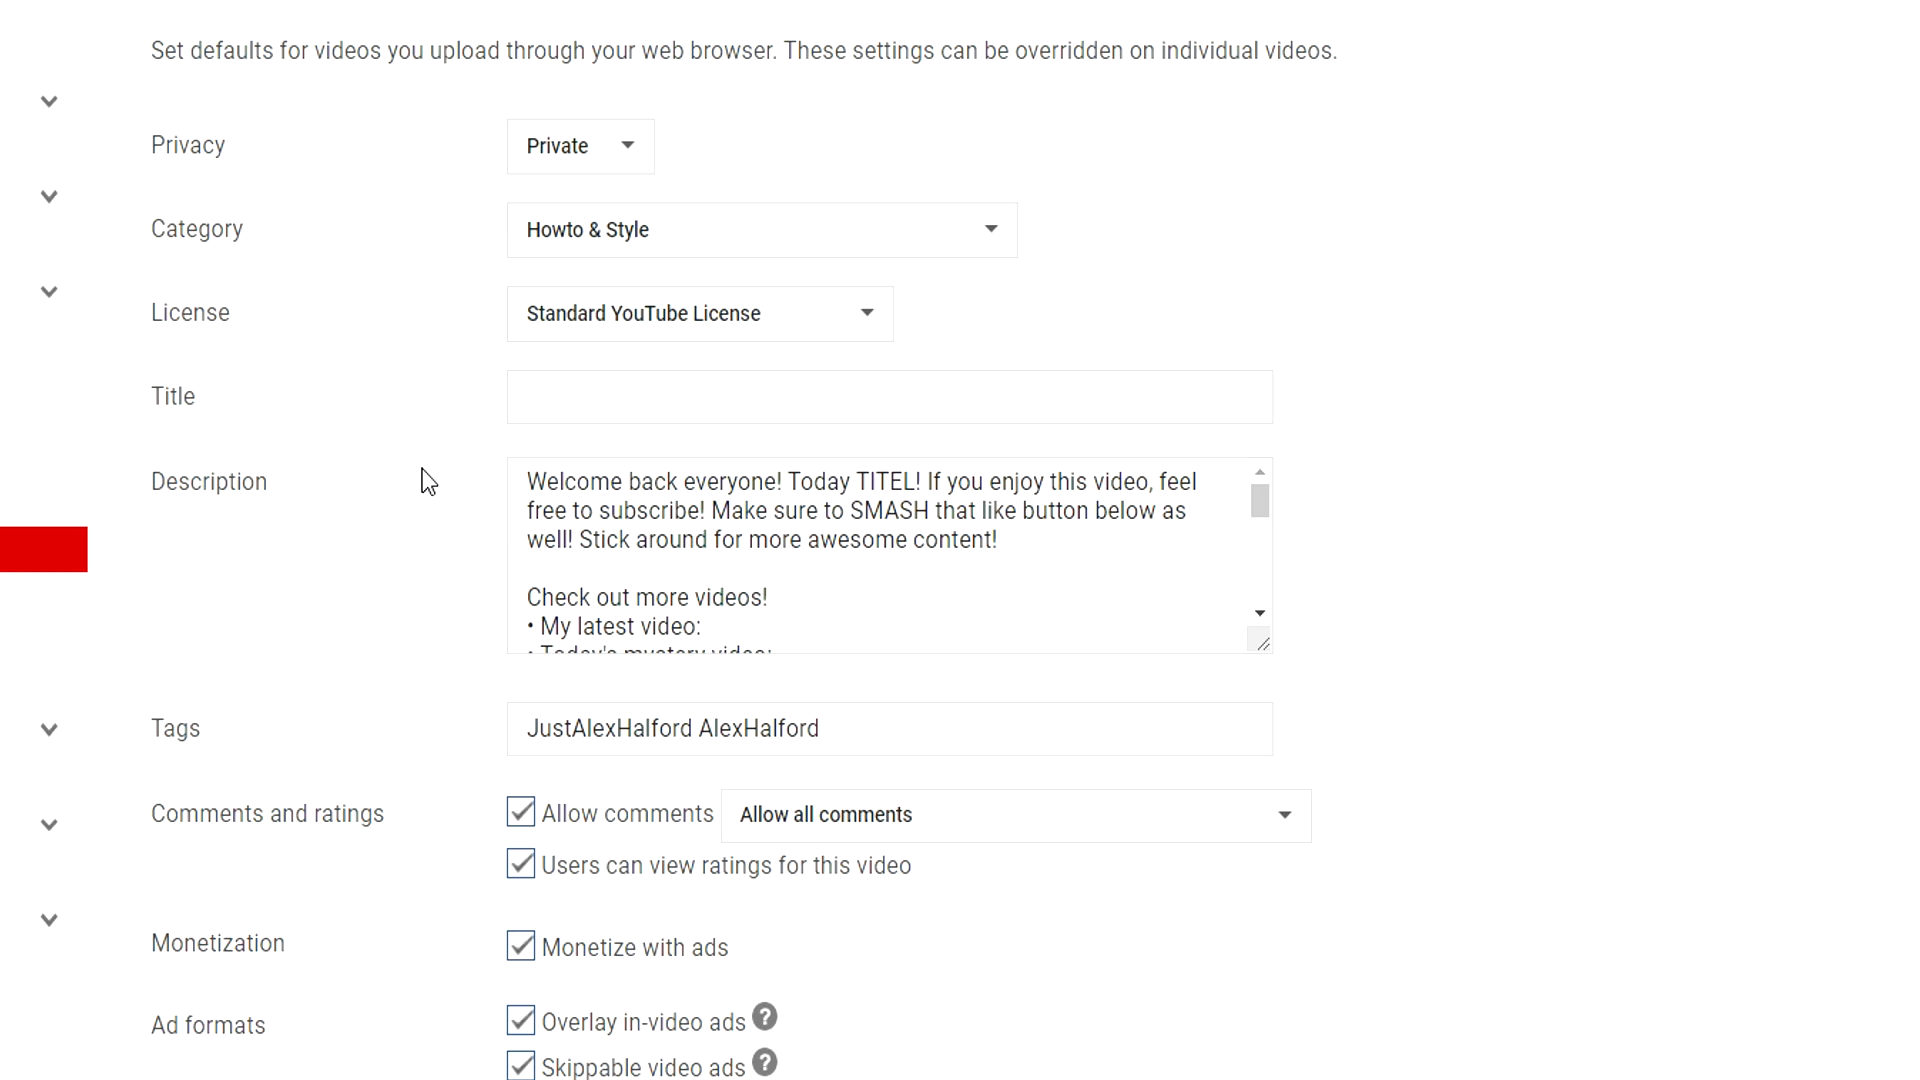 Set defaults for videos you upload through your web browser. These settings can be overridden on individual videos.
Privacy
Private
Category
Howto & Style
License
Standard YouTube License
Title
Description
Welcome back everyone! Today TITEL! If you enjoy this video, feel
free to subscribe! Make sure to SMASH that like button below as
well! Stick around for more awesome content!
Check out more videos!
• My latest video:
• Today's mystery video:
Tags
JustAlexHalford AlexHalford
Comments and ratings
Allow comments
Allow all comments
Users can view ratings for this video
Monetization
Monetize with ads
Ad formats
Overlay in-video ads ?
Skippable video ads ?